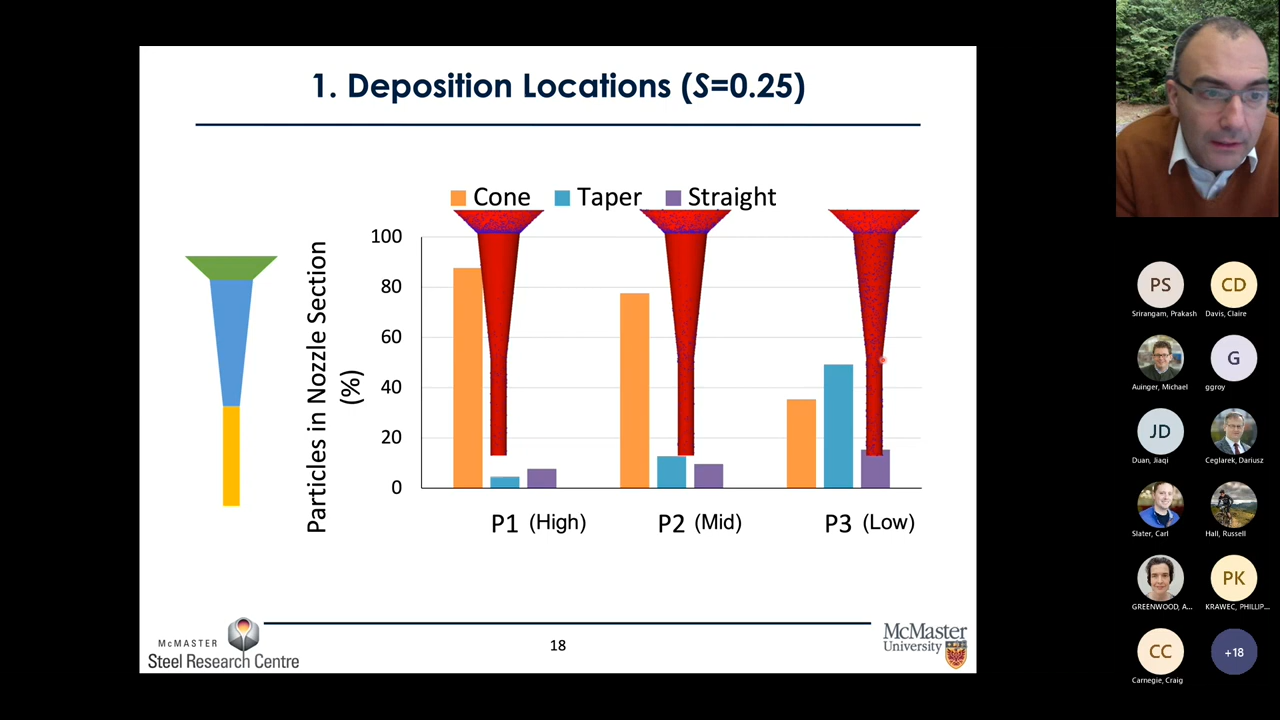 1. Deposition Locations (S=0.25)
Cone Taper Straight
Particles in Nozzle Section
(%)
100
80
60
40
20
0
P1 (High)
P2 (Mid)
P3 (Low)
McMASTER
Steel Research Centre
18
McMaster
University
PS
Srirangam, Prakash
CD
Davis, Claire
Auinger, Michael
G
ggroy
JD
Duan, Jiaqi
Ceglarek, Dariusz
Slater, Carl
Hall, Russell
GREENWOOD, A...
PK
KRAWEC, PHILLIP...
CC
Carnegie, Craig
+18